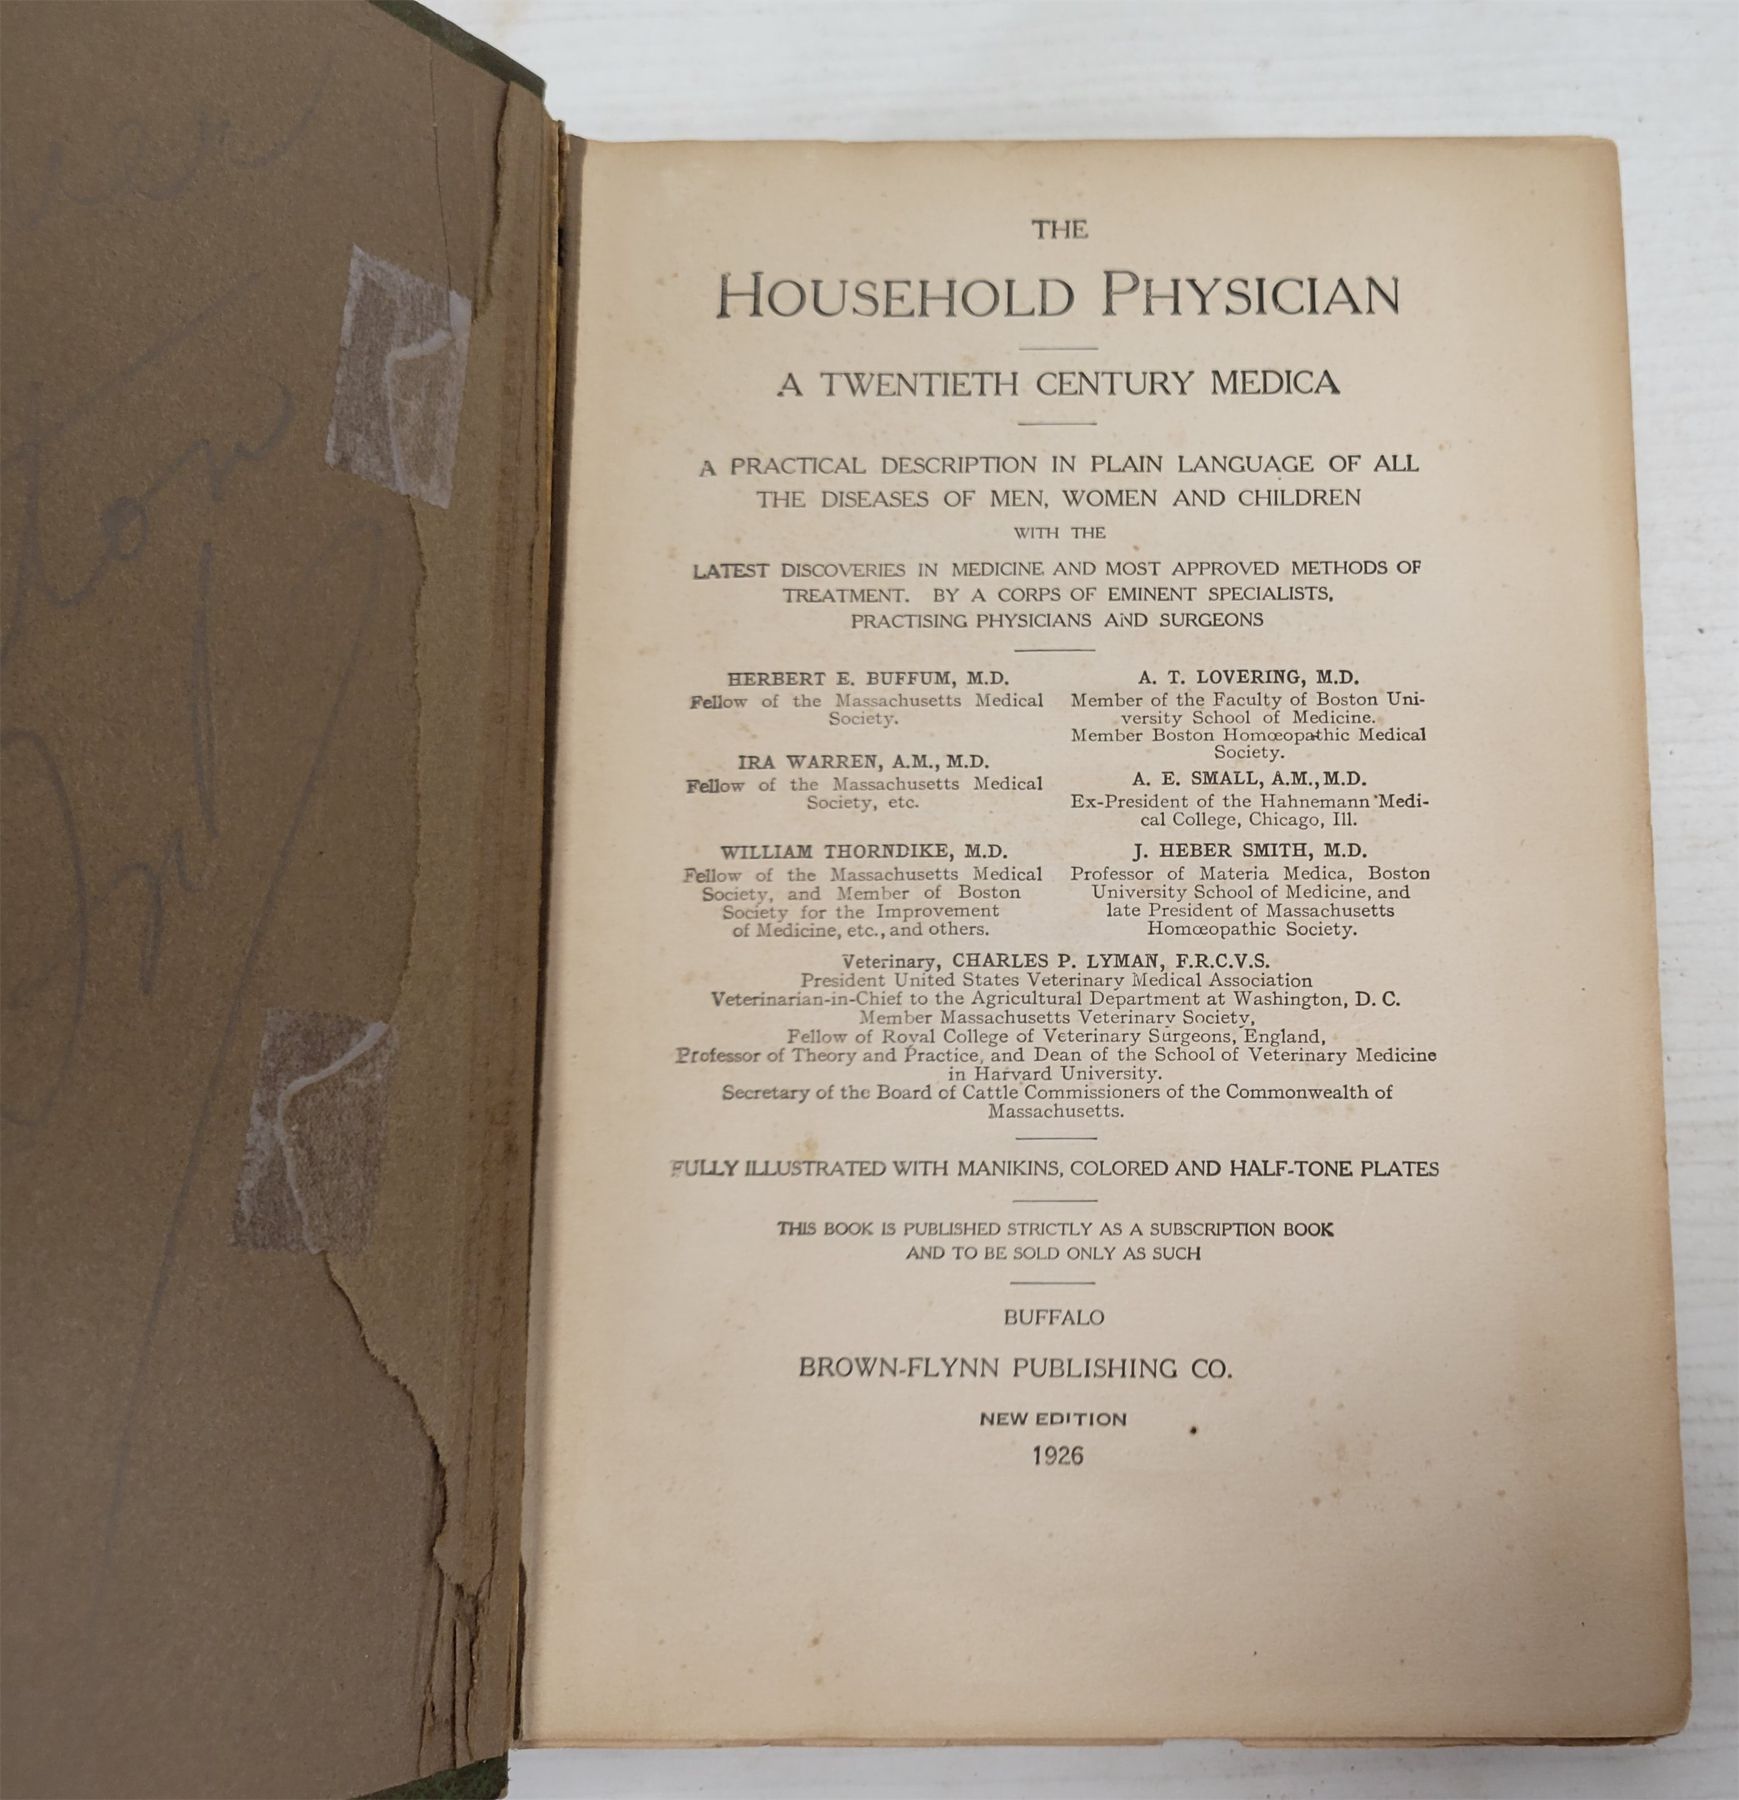 THE
HOUSEHOLD PHYSICIAN
A TWENTIETH CENTURY MEDICA
A PRACTICAL DESCRIPTION IN PLAIN LANGUAGE OF ALL
THE DISEASES OF MEN, WOMEN AND CHILDREN
WITH THE
LATEST DISCOVERIES IN MEDICINE AND MOST APPROVED METHODS OF
TREATMENT. BY A CORPS OF EMINENT SPECIALISTS,
PRACTISING PHYSICIANS AND SURGEONS
HERBERT E. BUFFUM, M.D.
Fellow of the Massachusetts Medical
Society.
IRA WARREN, A.M., M.D.
Fellow of the Massachusetts Medical
Society, etc.
WILLIAM THORNDIKE, M.D.
Fellow of the Massachusetts Medical
Society, and Member of Boston
Society for the Improvement
of Medicine, etc., and others.
A. T. LOVERING, M.D.
Member of the Faculty of Boston Uni-
versity School of Medicine.
Member Boston Homœopathic Medical
Society.
A. E. SMALL, A.M., M.D.
Ex-President of the Hahnemann Medi-
cal College, Chicago, Ill.
J. HEBER SMITH, M.D.
Professor of Materia Medica, Boston
University School of Medicine, and
late President of Massachusetts
Homœopathic Society.
Veterinary, CHARLES P. LYMAN, F.R.C.V.S.
President United States Veterinary Medical Association
Veterinarian-in-Chief to the Agricultural Department at Washington, D. C.
Member Massachusetts Veterinary Society,
Fellow of Royal College of Veterinary Surgeons, England,
Professor of Theory and Practice, and Dean of the School of Veterinary Medicine
in Harvard University.
Secretary of the Board of Cattle Commissioners of the Commonwealth of
Massachusetts.
FULLY ILLUSTRATED WITH MANIKINS, COLORED AND HALF-TONE PLATES
THIS BOOK IS PUBLISHED STRICTLY AS A SUBSCRIPTION BOOK
AND TO BE SOLD ONLY AS SUCH
BUFFALO
BROWN-FLYNN PUBLISHING CO.
NEW EDITION
1926